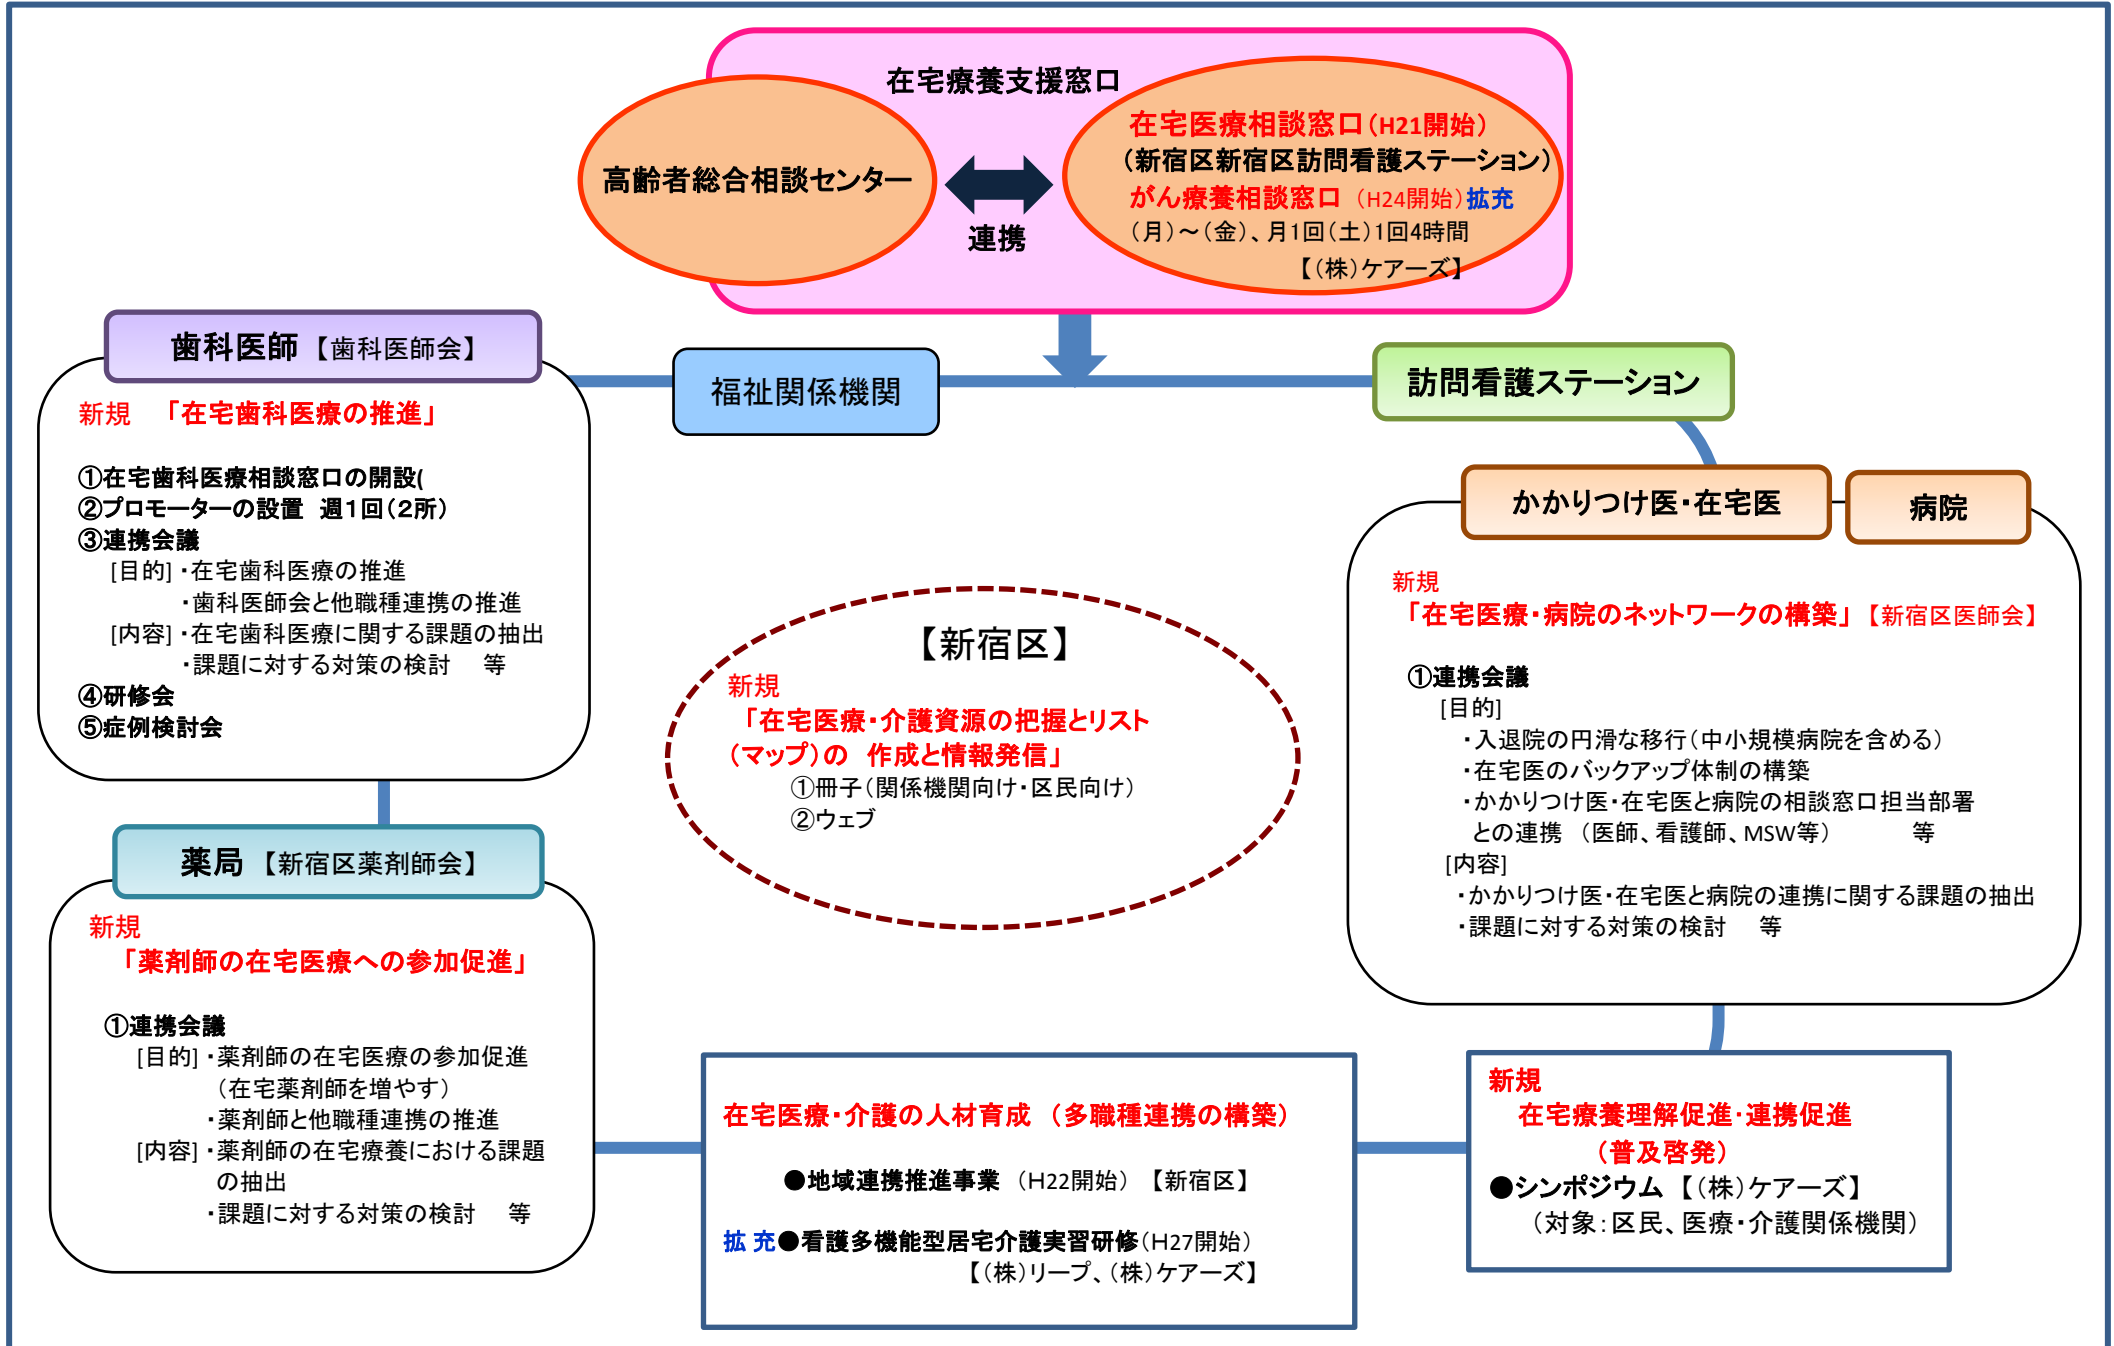 在宅療養支援窓口
高齢者総合相談センター
連携
在宅医療相談窓口(H21開始)
(新宿区新宿区訪問看護ステーション)
がん療養相談窓口 (H24開始)拡充
(月)～(金)、月1回(土)1回4時間
【(株)ケアーズ】
歯科医師【歯科医師会】
新規 「在宅歯科医療の推進」
①在宅歯科医療相談窓口の開設(
②プロモーターの設置 週1回(2所)
③連携会議
[目的]・在宅歯科医療の推進
・歯科医師会と他職種連携の推進
[内容]・在宅歯科医療に関する課題の抽出
・課題に対する対策の検討 等
④研修会
⑤症例検討会
福祉関係機関
訪問看護ステーション
かかりつけ医・在宅医
病院
新規
「在宅医療・病院のネットワークの構築」【新宿区医師会】
①連携会議
[目的]
・入退院の円滑な移行(中小規模病院を含める)
・在宅医のバックアップ体制の構築
・かかりつけ医・在宅医と病院の相談窓口担当部署
との連携 (医師、看護師、MSW等) 等
[内容]
・かかりつけ医・在宅医と病院の連携に関する課題の抽出
・課題に対する対策の検討 等
【新宿区】
新規
「在宅医療・介護資源の把握とリスト
(マップ)の 作成と情報発信」
①冊子(関係機関向け・区民向け)
②ウェブ
薬局【新宿区薬剤師会】
新規
「薬剤師の在宅医療への参加促進」
①連携会議
[目的]・薬剤師の在宅医療の参加促進
(在宅薬剤師を増やす)
・薬剤師と他職種連携の推進
[内容]・薬剤師の在宅療養における課題
の抽出
・課題に対する対策の検討 等
在宅医療・介護の人材育成 (多職種連携の構築)
●地域連携推進事業 (H22開始) 【新宿区】
拡 充●看護多機能型居宅介護実習研修(H27開始)
【(株)リープ、(株)ケアーズ】
新規
在宅療養理解促進・連携促進
(普及啓発)
●シンポジウム【(株)ケアーズ】
(対象:区民、医療・介護関係機関)